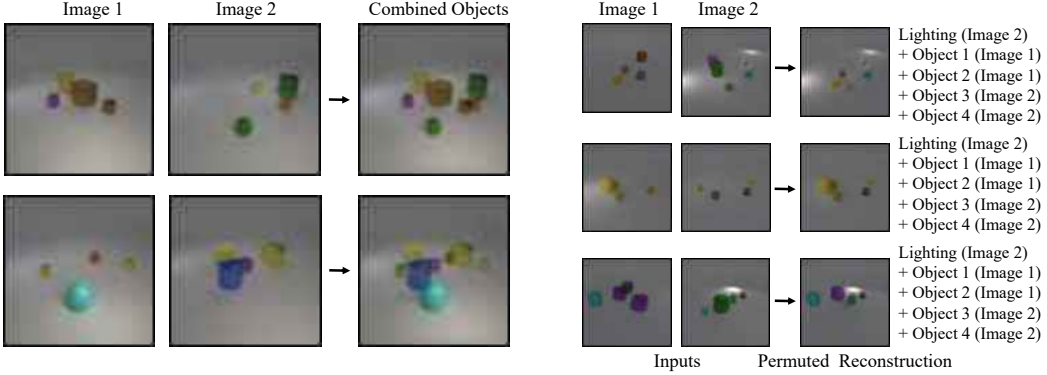 Image 1 Image 2 Combined Objects
Image 1 Image 2
Lighting (Image 2)
+ Object 1 (Image 1)
+ Object 2 (Image 1)
+ Object 3 (Image 2)
+ Object 4 (Image 2)
Lighting (Image 2)
+ Object 1 (Image 1)
+ Object 2 (Image 1)
+ Object 3 (Image 2)
+ Object 4 (Image 2)
Lighting (Image 2)
+ Object 1 (Image 1)
+ Object 2 (Image 1)
+ Object 3 (Image 2)
+ Object 4 (Image 2)
Inputs Permuted Reconstruction